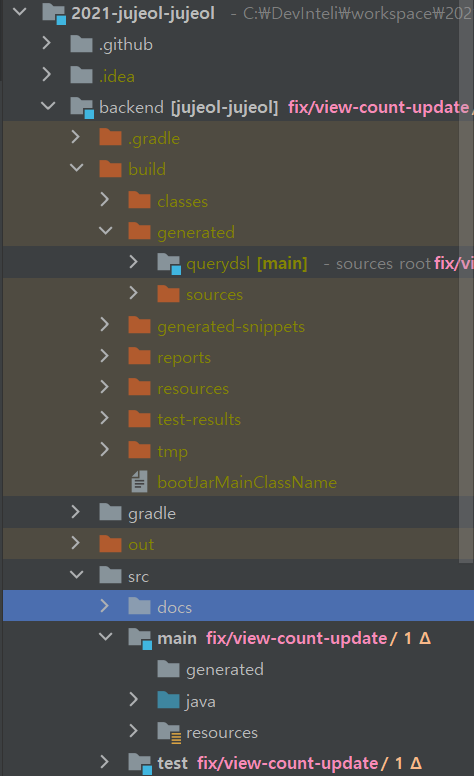 2021-jujeol-jujeol - C:₩DevInteli₩workspace₩202
.github
.idea
backend [jujeol-jujeol] fix/view-count-update/
.gradle
build
classes
generated
querydsl [main] - sources root fix/vi
sources
generated-snippets
reports
resources
test-results
tmp
bootJarMainClassName
gradle
out
src
docs
main fix/view-count-update/ 1 Δ
generated
java
resources
test fix/view-count-update/ 1 Δ